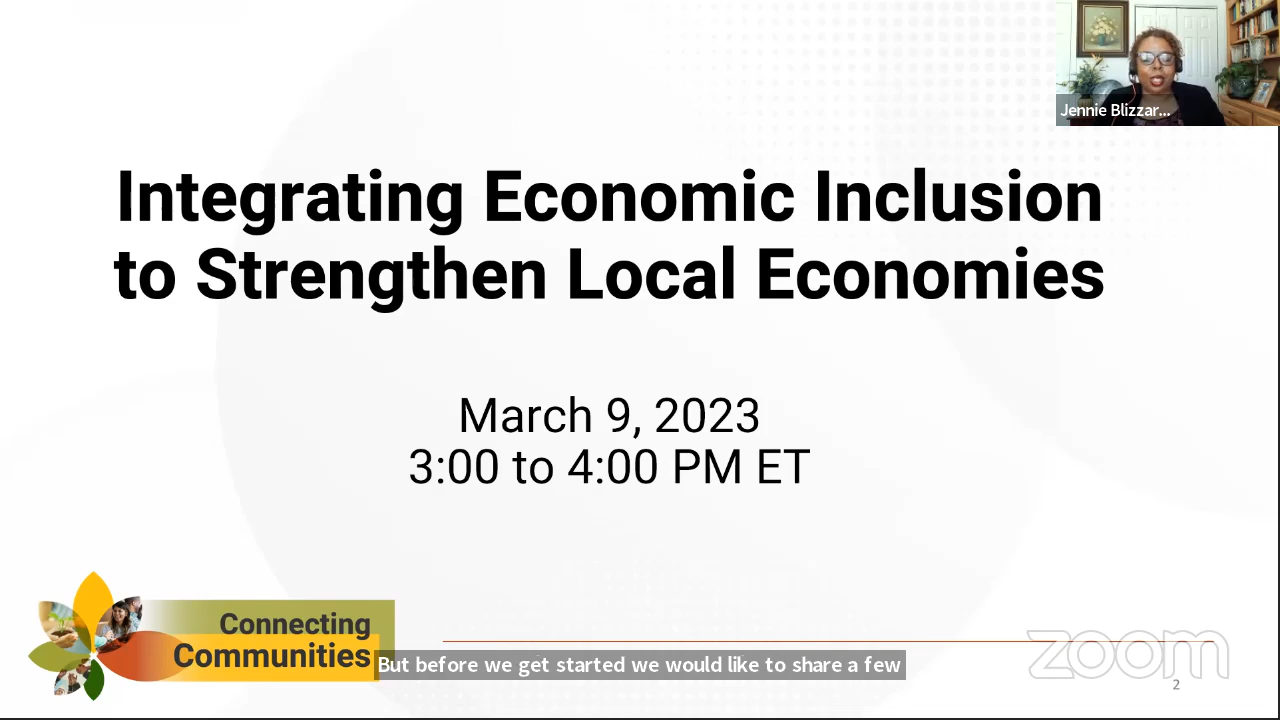 Jennie Blizzar...
Integrating Economic Inclusion
to Strengthen Local Economies
March 9, 2023
3:00 to 4:00 PM ET
Connecting
Communities
But before we get started we would like to share a few
zoom
2